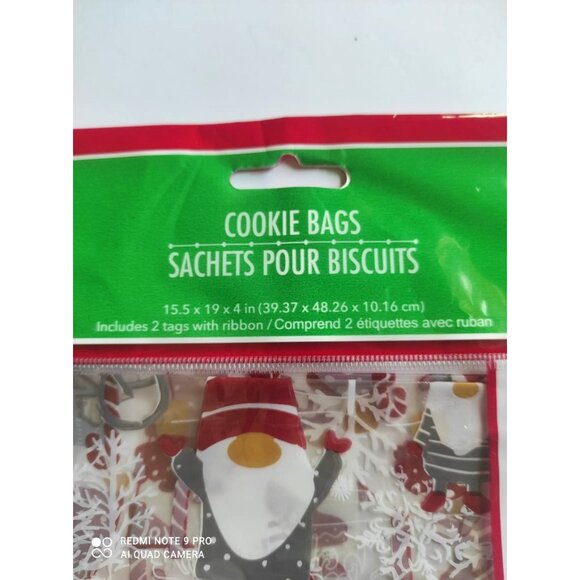 COOKIE BAGS
SACHETS POUR BISCUITS
15.5 x 19 x 4 in (39.37 x 48.26 x 10.16 cm)
Includes 2 tags with ribbon / Comprend 2 étiquettes avec ruban
REDMI NOTE 9 PRO
AI QUAD CAMERA